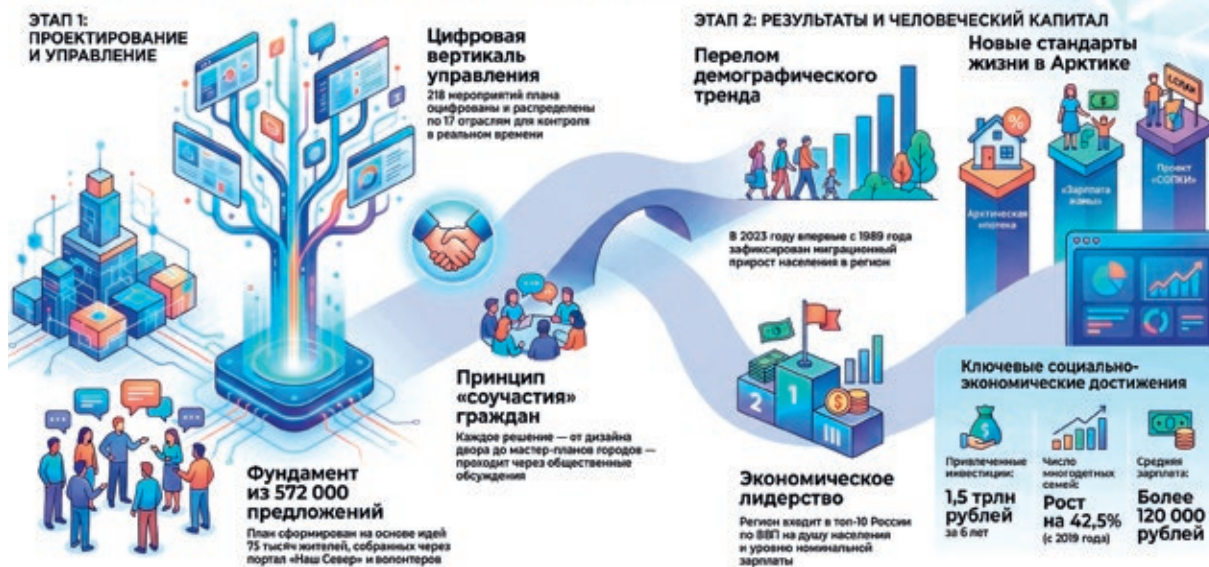 ЭТАП 1:
ПРОЕКТИРОВАНИЕ
И УПРАВЛЕНИЕ
Цифровая
вертикаль
управления
218 мероприятий плана
оцифрованы и распределены
по 17 отраслям для контроля
в реальном времени
Принцип
«соучастия»
граждан
Каждое решение — от дизайна
двора до мастер-планов городов —
проходит через общественные
обсуждения
Фундамент
из 572 000
предложений
План сформирован на основе идей
75 тысяч жителей, собранных через
портал «Наш Север» и волонтеров
ЭТАП 2: РЕЗУЛЬТАТЫ И ЧЕЛОВЕЧЕСКИЙ КАПИТАЛ
Перелом
демографического
тренда
В 2023 году впервые с 1989 года
зафиксирован миграционный
прирост населения в регион
Новые стандарты
жизни в Арктике
%
$
Арктическая
ипотека
«Зарплата
мамы»
Проект
«СОПКИ»
2
1
III
$
Экономическое
лидерство
Регион входит в топ-10 России
по ВВП на душу населения
и уровню номинальной
зарплаты
Ключевые социально-
экономические достижения
$
Привлеченные
инвестиции:
1,5 трлн
рублей
за 6 лет
Число
многодетных
семей:
Рост
на 42,5%
(с 2019 года)
Средняя
зарплата:
Более
120 000
рублей